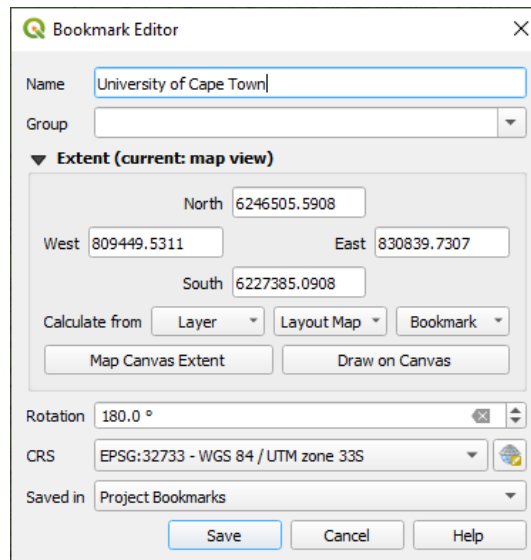 Bookmark Editor
Name University of Cape Town
Group
Extent (current: map view)
North 6246505.5908
West 809449.5311 East 830839.7307
South 6227385.0908
Calculate from Layer Layout Map Bookmark
Map Canvas Extent Draw on Canvas
Rotation 180.0 °
CRS EPSG:32733 - WGS 84 / UTM zone 33S
Saved in Project Bookmarks
Save Cancel Help